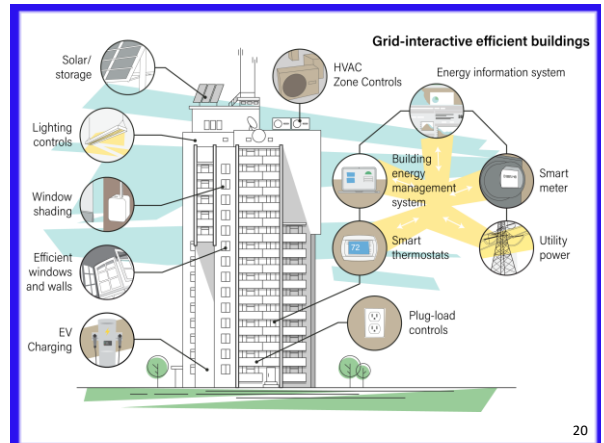 Grid-interactive efficient buildings
Solar/
storage
HVAC
Zone Controls
Energy information system
Lighting
controls
Building
energy
management
system
Smart
meter
Window
shading
Efficient
windows
and walls
72
Smart
thermostats
Utility
power
EV
Charging
Plug-load
controls
20